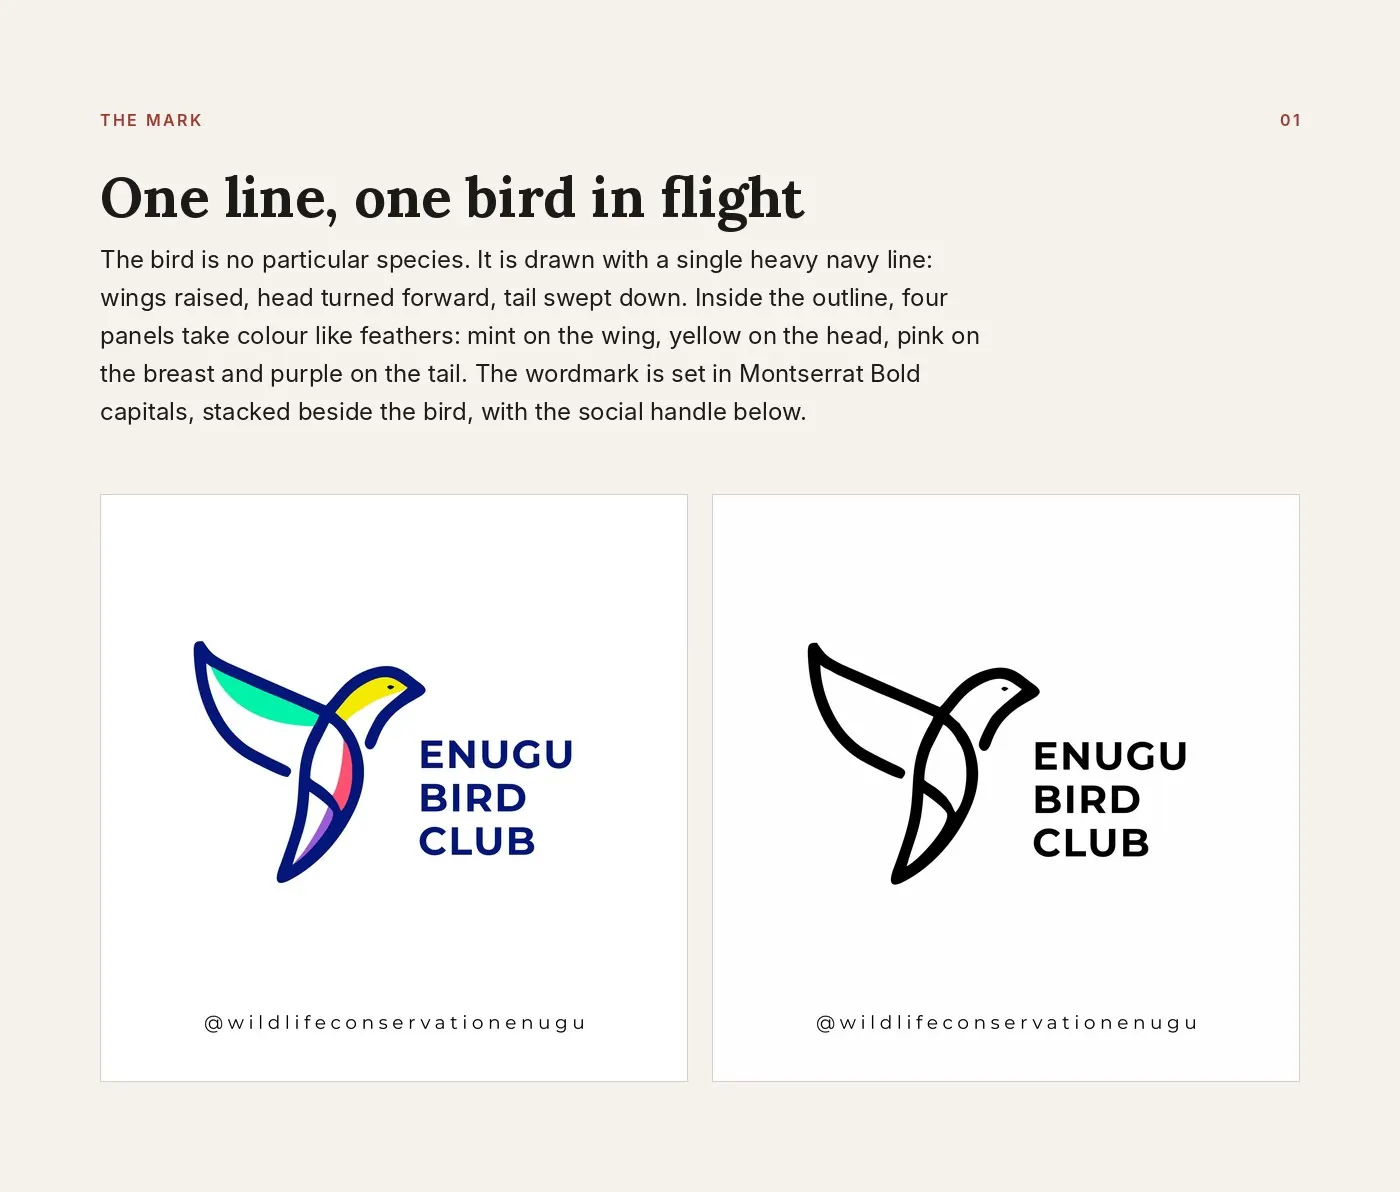 THE MARK
01
One line, one bird in flight
The bird is no particular species. It is drawn with a single heavy navy line:
wings raised, head turned forward, tail swept down. Inside the outline, four
panels take colour like feathers: mint on the wing, yellow on the head, pink on
the breast and purple on the tail. The wordmark is set in Montserrat Bold
capitals, stacked beside the bird, with the social handle below.
ENUGU
BIRD
CLUB
@wildlifeconservationenugu
ENUGU
BIRD
CLUB
@wildlifeconservationenugu